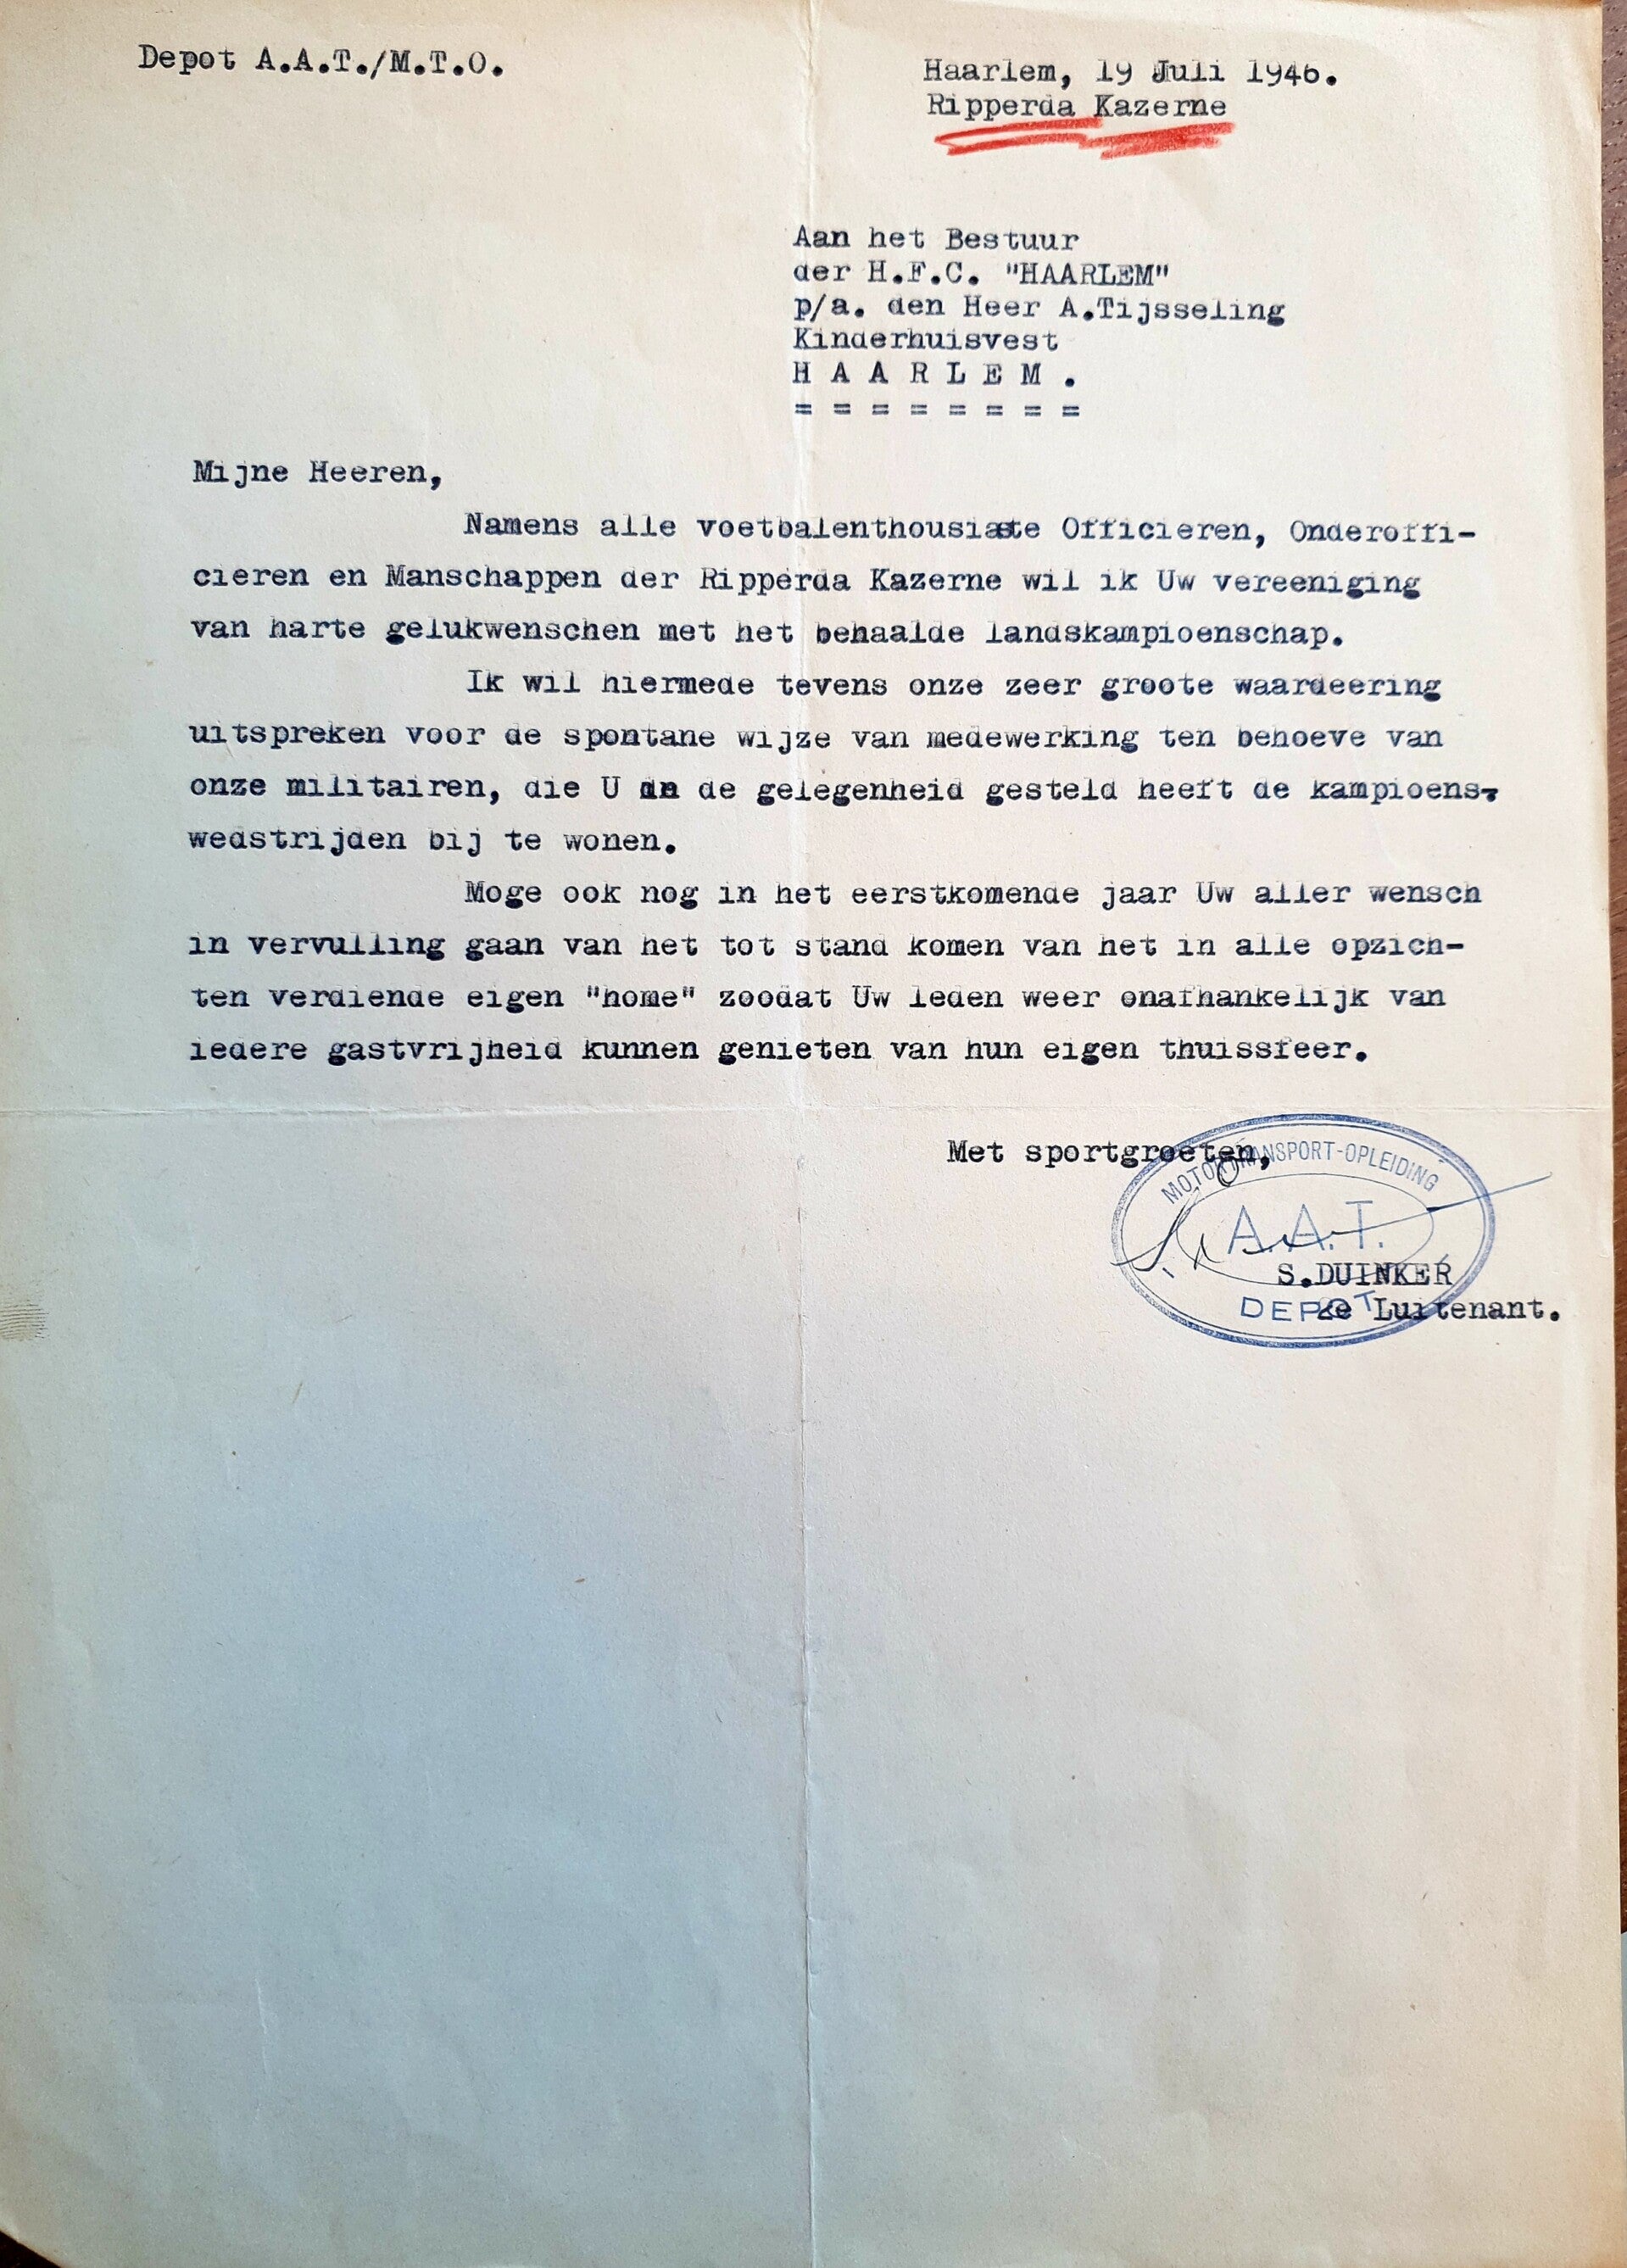 Depot A.A.T./M.T.O.
Haarlem, 19 Juli 1946.
Ripperda Kazerne
Aan het Bestuur
der H.F.C. "HAARLEM"
p/a. den Heer A.Tijsseling
Kinderhuisvest
H A A R L E M .
= = = = = = = =
Mijne Heeren,
Namens alle voetbalenthousiaste Officieren, Onderoffi-
cieren en Manschappen der Ripperda Kazerne wil ik Uw vereeniging
van harte gelukwenschen met het behaalde landskampioenschap.
Ik wil hiermede tevens onze zeer groote waardeering
uitspreken voor de spontane wijze van medewerking ten behoeve van
onze militairen, die U in de gelegenheid gesteld heeft de kampioens-
wedstrijden bij te wonen.
Moge ook nog in het eerstkomende jaar Uw aller wensch
in vervulling gaan van het tot stand komen van het in alle opzich-
ten verdiende eigen "home" zoodat Uw leden weer onafhankelijk van
iedere gastvrijheid kunnen genieten van hun eigen thuissfeer.
Met sportgroeten,
MOTORTRANSPORT-OPLEIDING
A.A.T.
S.DUINKER
DEPOT
2e Luitenant.